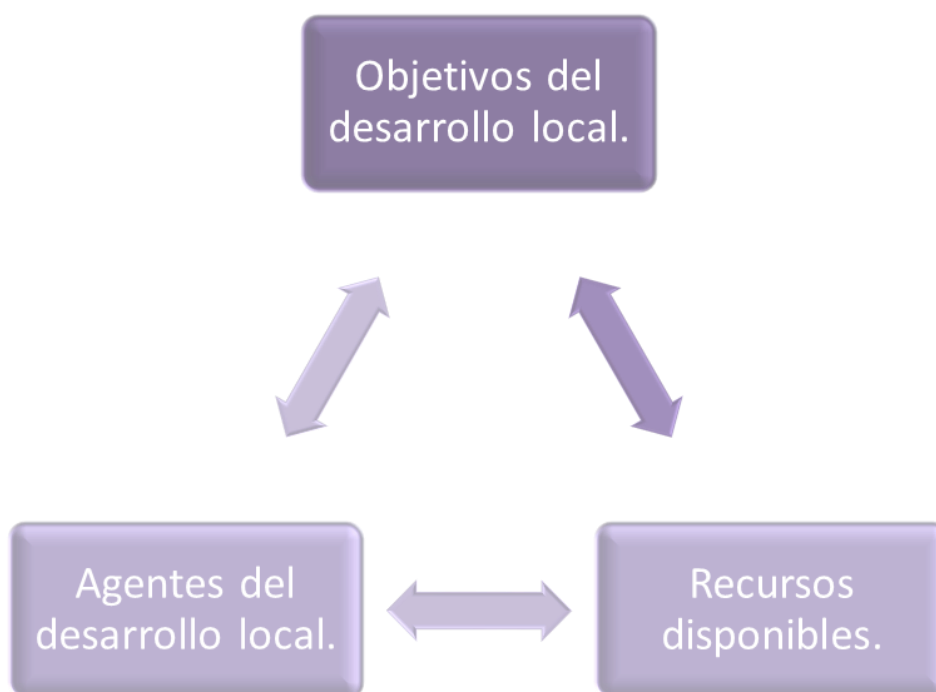 Objetivos del
desarrollo local.
Agentes del
desarrollo local.
Recursos
disponibles.